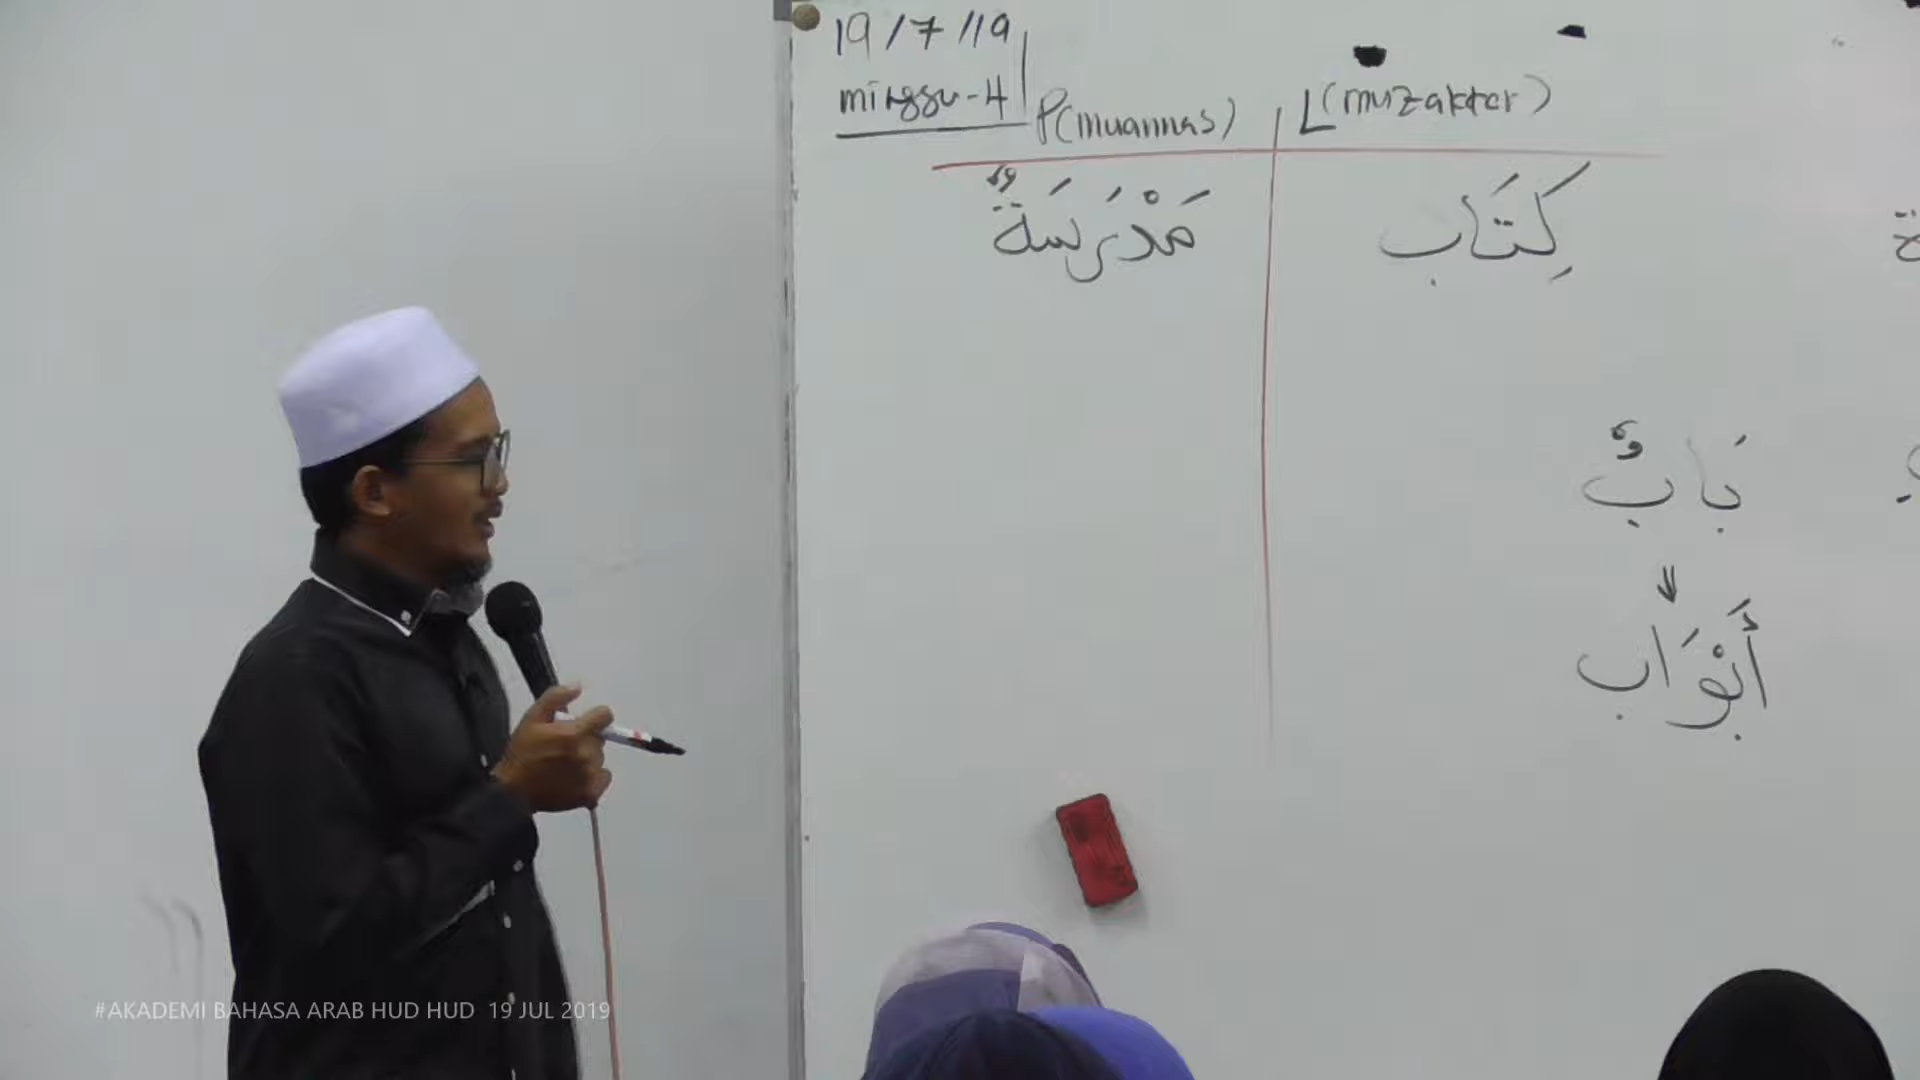 19/7/19
minggu-4
P(muannas) L(muzakkar)
كِتَاب مَدْرَسَةٌ
بَابٌ
أَبْوَاب
#AKADEMI BAHASA ARAB HUD HUD 19 JUL 2019